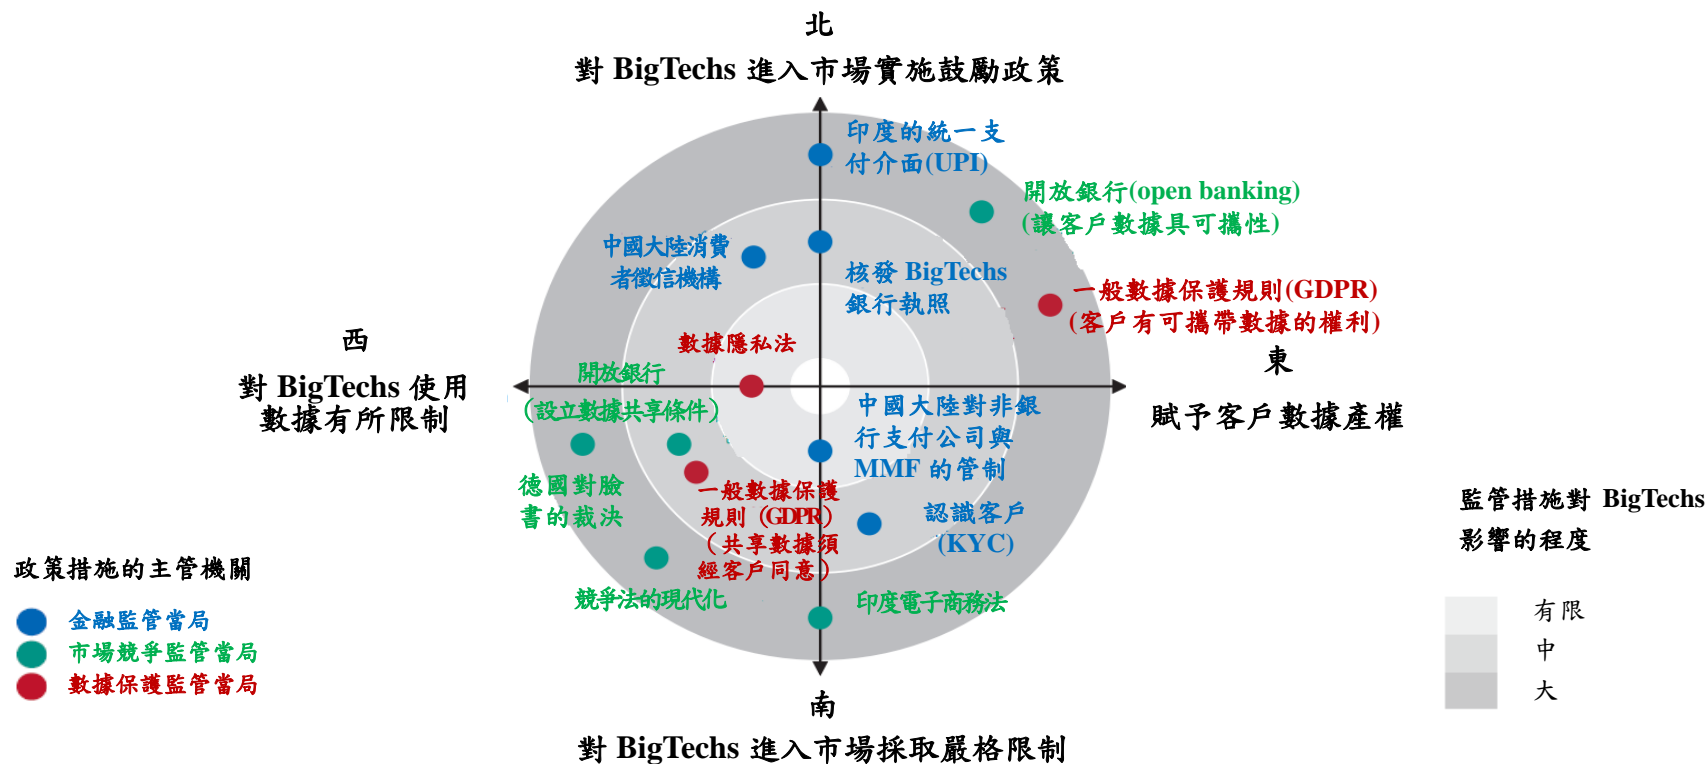 北
對 BigTechs 進入市場實施鼓勵政策
印度的統一支
付介面(UPI)
開放銀行(open banking)
(讓客戶數據具可攜性)
中國大陸消費
者徵信機構
核發 BigTechs
銀行執照
一般數據保護規則(GDPR)
(客戶有可攜帶數據的權利)
西
對 BigTechs 使用
數據有所限制
數據隱私法
東
賦予客戶數據產權
開放銀行
（設立數據共享條件）
中國大陸對非銀
行支付公司與
MMF 的管制
德國對臉
書的裁決
一般數據保護
規則（GDPR）
（共享數據須
經客戶同意）
認識客戶
(KYC)
競爭法的現代化
印度電子商務法
南
對 BigTechs 進入市場採取嚴格限制
政策措施的主管機關
金融監管當局
市場競爭監管當局
數據保護監管當局
監管措施對 BigTechs
影響的程度
有限
中
大